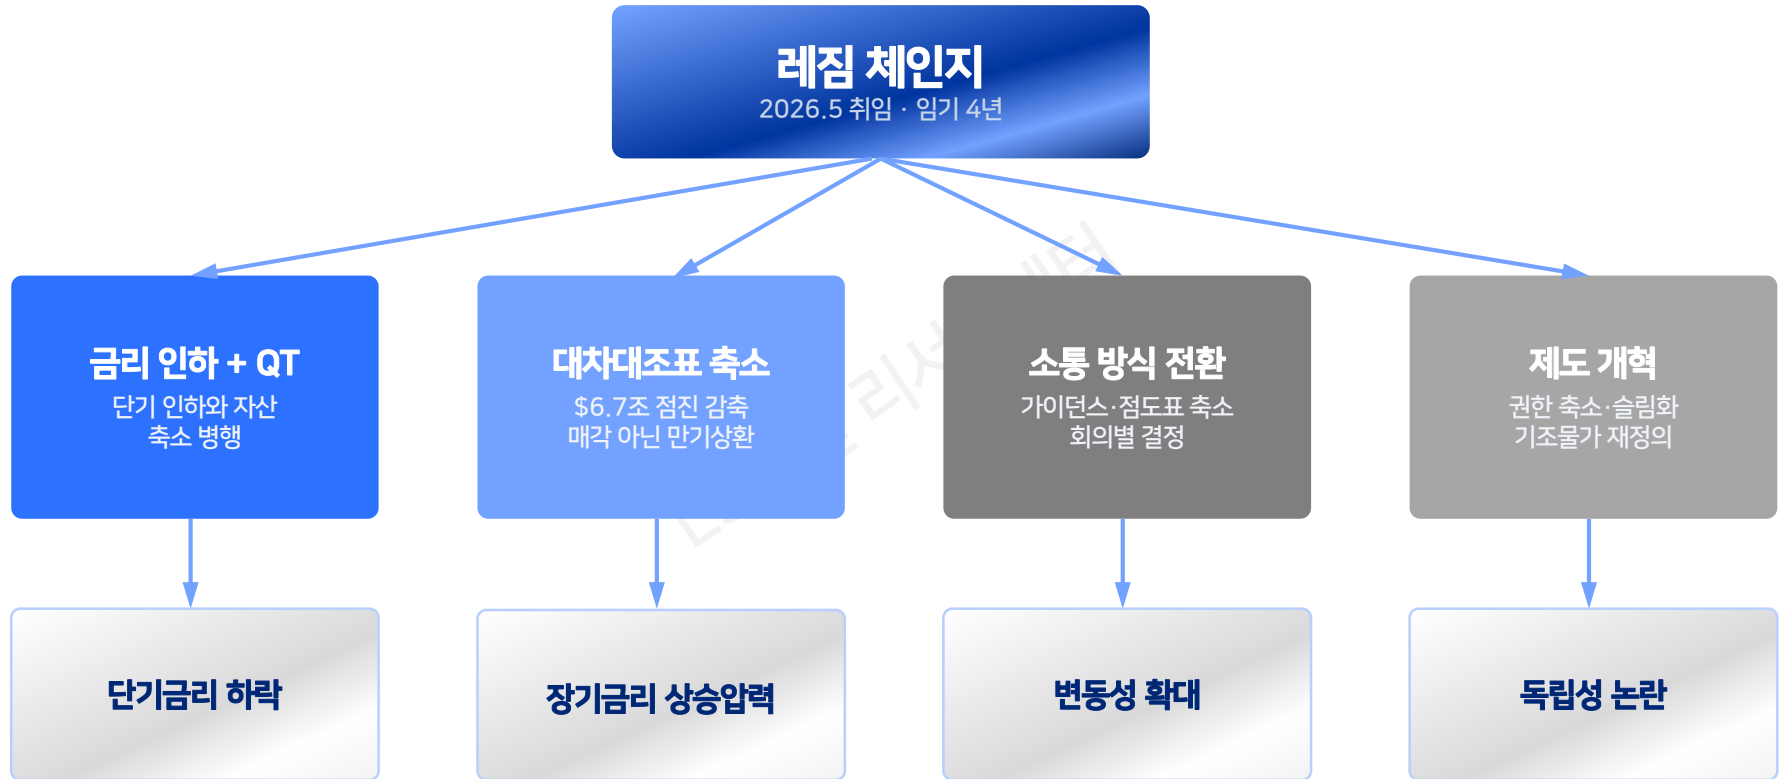 레짐 체인지
2026.5 취임 · 임기 4년
금리 인하 + QT
단기 인하와 자산
축소 병행
대차대조표 축소
$6.7조 점진 감축
매각 아닌 만기상환
소통 방식 전환
가이던스·점도표 축소
회의별 결정
제도 개혁
권한 축소·슬림화
기조물가 재정의
단기금리 하락
장기금리 상승압력
변동성 확대
독립성 논란